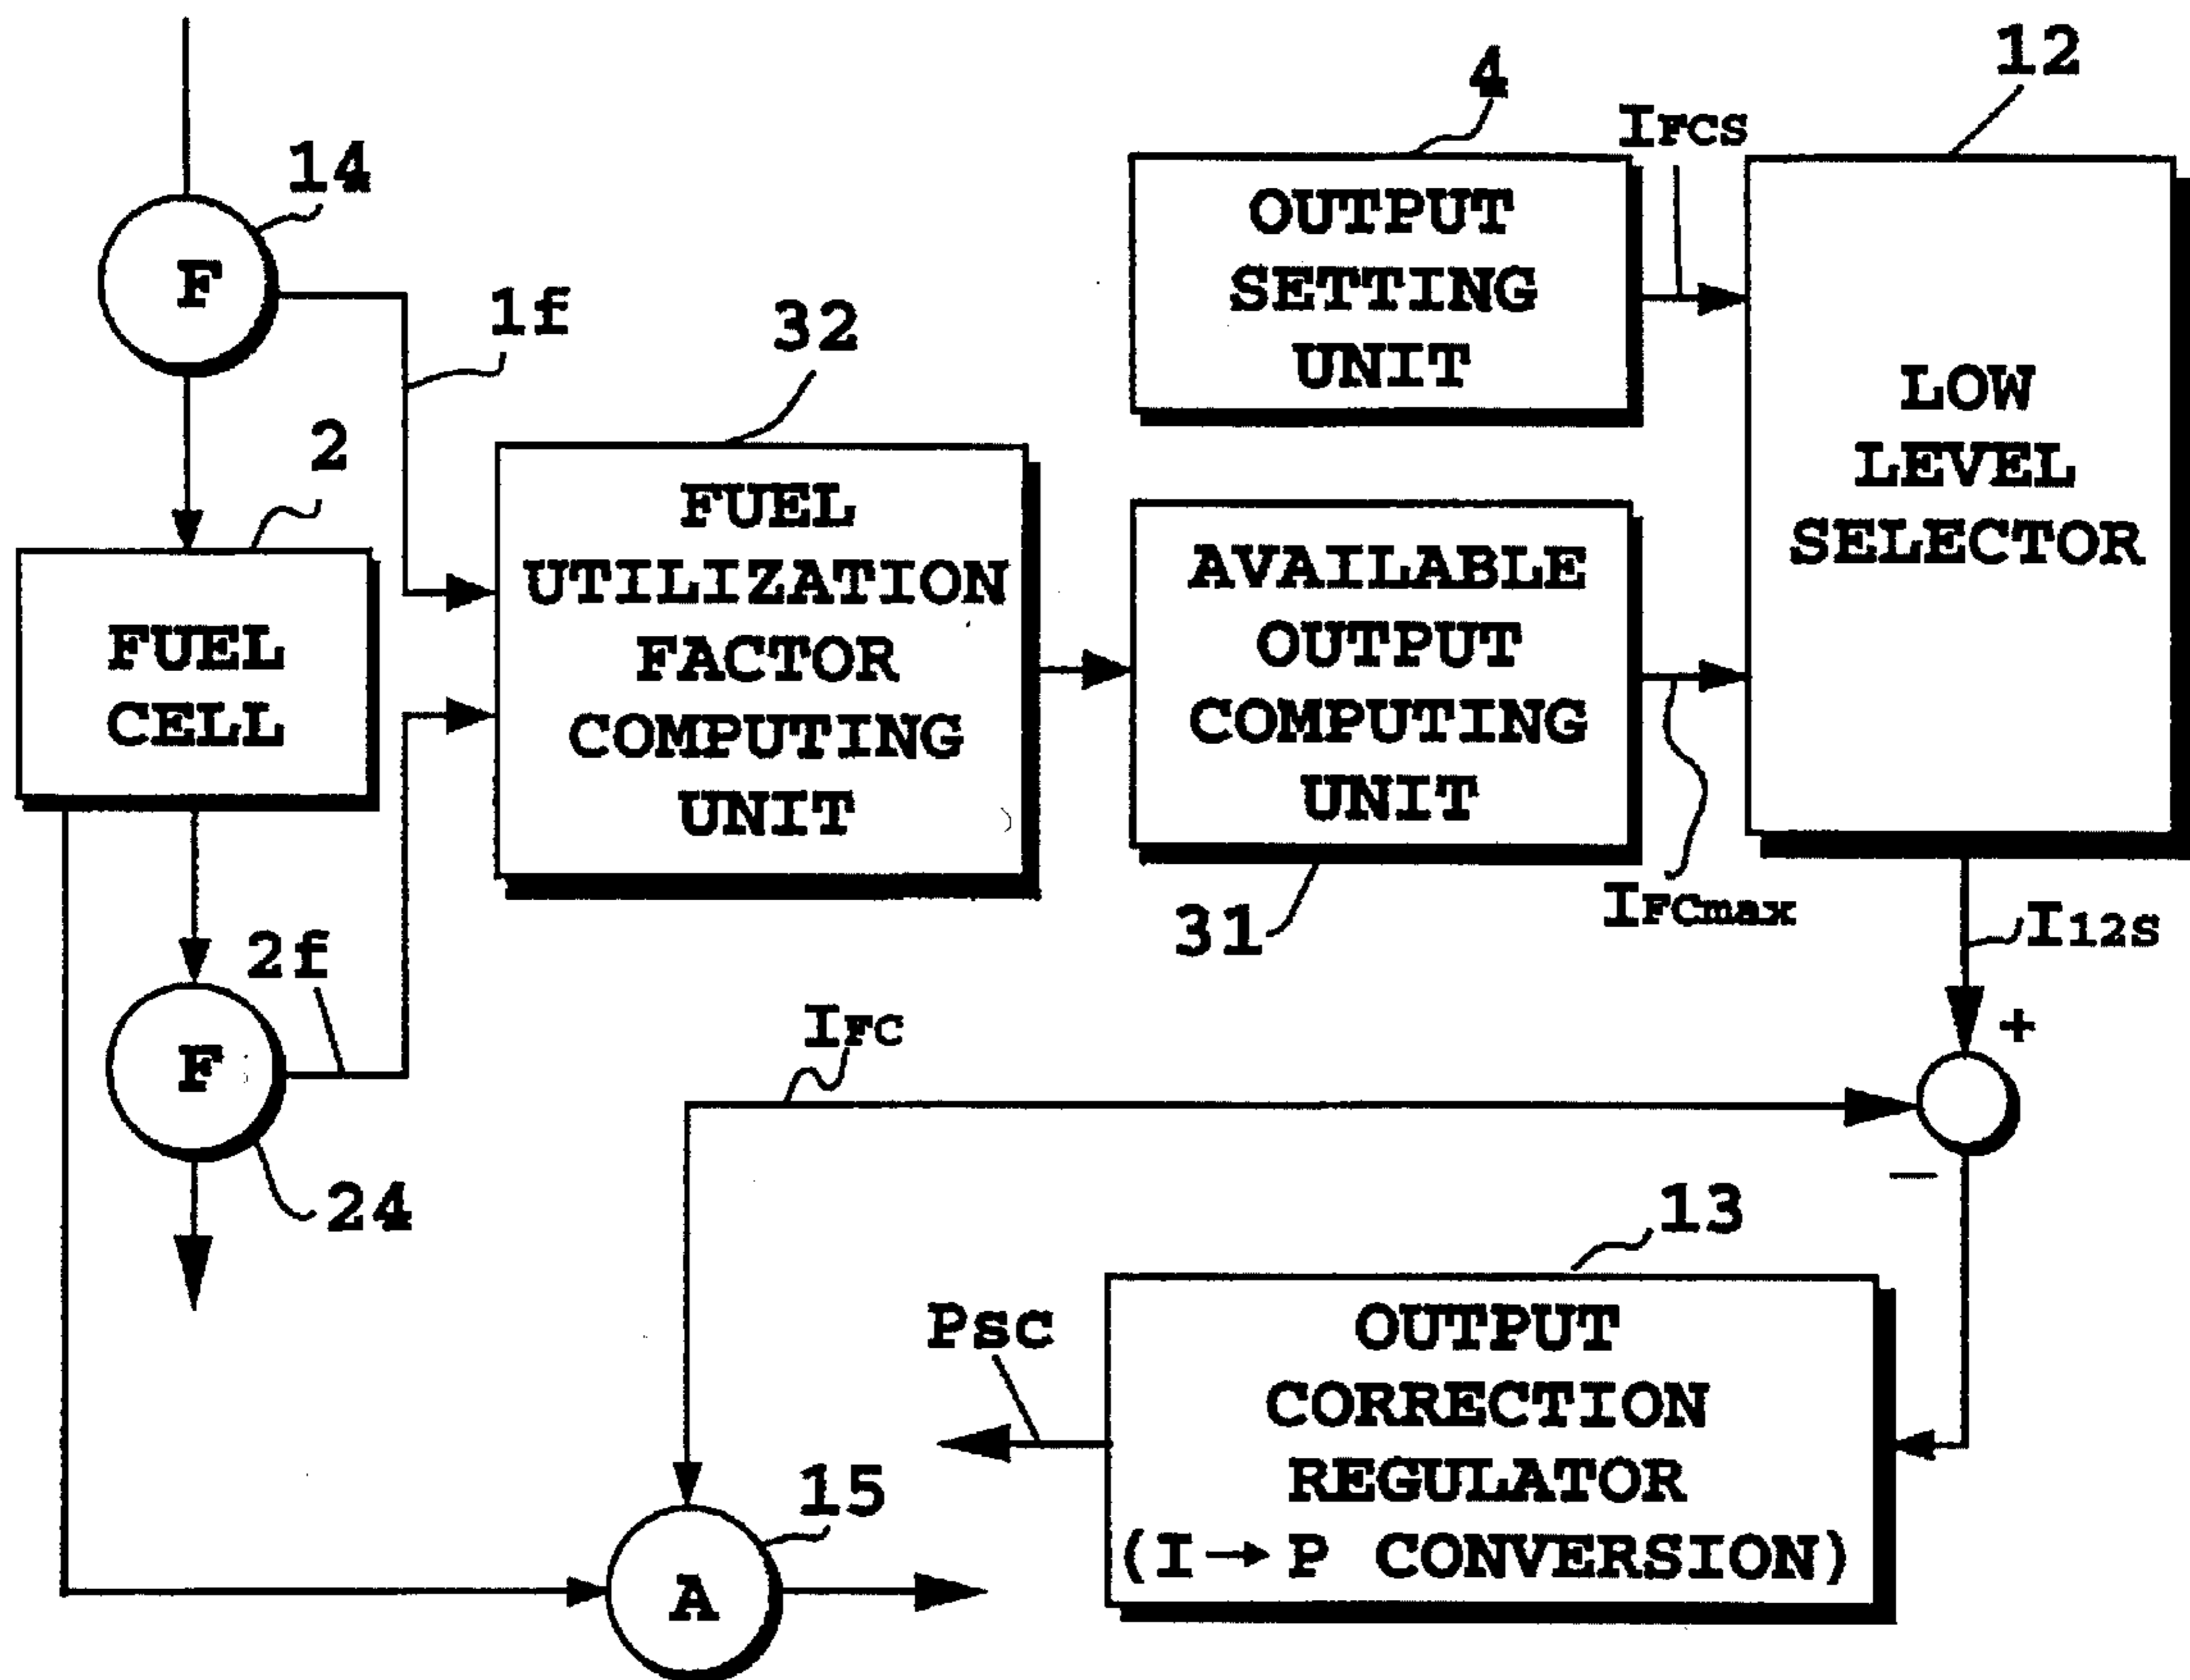 14
F
1f
2
FUEL
CELL
2f
F
24
32
FUEL
UTILIZATION
FACTOR
COMPUTING
UNIT
4
OUTPUT
SETTING
UNIT
IFCS
12
LOW
LEVEL
SELECTOR
AVAILABLE
OUTPUT
COMPUTING
UNIT
31
IFCmax
I12S
+
−
IFC
13
OUTPUT
CORRECTION
REGULATOR
(I→P CONVERSION)
PSC
15
A